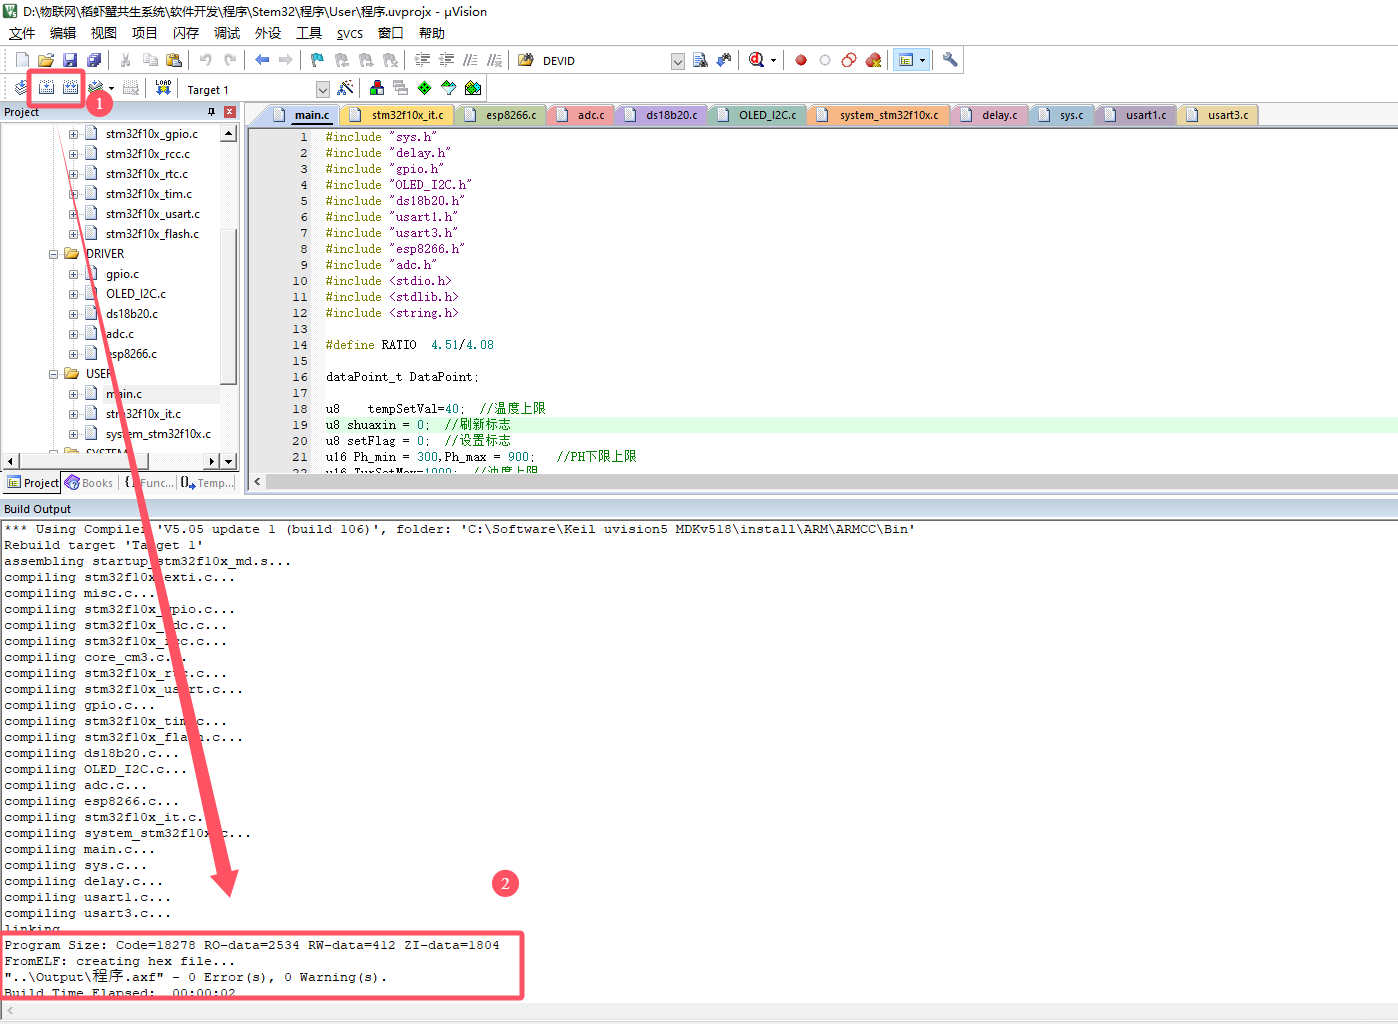 D:\物联网\稻虾蟹共生系统\软件开发\程序\Stem32\程序\User\程序.uvprojx - µVision
文件 编辑 视图 项目 闪存 调试 外设 工具 SVCS 窗口 帮助
DEVID
LOAD Target 1
1
Project
stm32f10x_gpio.c
stm32f10x_rcc.c
stm32f10x_rtc.c
stm32f10x_tim.c
stm32f10x_usart.c
stm32f10x_flash.c
DRIVER
gpio.c
OLED_I2C.c
ds18b20.c
adc.c
esp8266.c
USER
main.c
stm32f10x_it.c
system_stm32f10x.c
SYSTEM
Project Books Func... Temp...
main.c stm32f10x_it.c esp8266.c adc.c ds18b20.c OLED_I2C.c system_stm32f10x.c delay.c sys.c usart1.c usart3.c
1 #include "sys.h"
2 #include "delay.h"
3 #include "gpio.h"
4 #include "OLED_I2C.h"
5 #include "ds18b20.h"
6 #include "usart1.h"
7 #include "usart3.h"
8 #include "esp8266.h"
9 #include "adc.h"
10 #include <stdio.h>
11 #include <stdlib.h>
12 #include <string.h>
13
14 #define RATIO 4.51/4.08
15
16 dataPoint_t DataPoint;
17
18 u8 tempSetVal=40; //温度上限
19 u8 shuaxin = 0; //刷新标志
20 u8 setFlag = 0; //设置标志
21 u16 Ph_min = 300,Ph_max = 900; //PH下限上限
22 u16 TurSetMax=1000; //浊度上限
Build Output
*** Using Compiler 'V5.05 update 1 (build 106)', folder: 'C:\Software\Keil uvision5 MDKv518\install\ARM\ARMCC\Bin'
Rebuild target 'Target 1'
assembling startup_stm32f10x_md.s...
compiling stm32f10x_exti.c...
compiling misc.c...
compiling stm32f10x_gpio.c...
compiling stm32f10x_adc.c...
compiling stm32f10x_rcc.c...
compiling core_cm3.c...
compiling stm32f10x_rtc.c...
compiling stm32f10x_usart.c...
compiling gpio.c...
compiling stm32f10x_tim.c...
compiling stm32f10x_flash.c...
compiling ds18b20.c...
compiling OLED_I2C.c...
compiling adc.c...
compiling esp8266.c...
compiling stm32f10x_it.c...
compiling system_stm32f10x.c...
compiling main.c...
compiling sys.c...
compiling delay.c...
compiling usart1.c...
compiling usart3.c...
linking...
2
Program Size: Code=18278 RO-data=2534 RW-data=412 ZI-data=1804
FromELF: creating hex file...
"..\Output\程序.axf" - 0 Error(s), 0 Warning(s).
Build Time Elapsed: 00:00:02